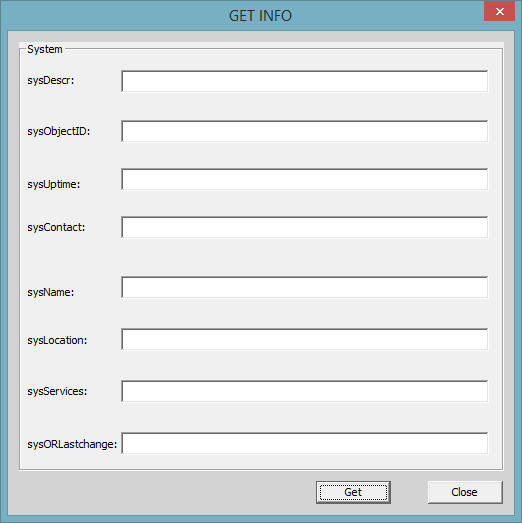 GET INFO
System
sysDescr:
sysObjectID:
sysUptime:
sysContact:
sysName:
sysLocation:
sysServices:
sysORLastchange:
Get
Close